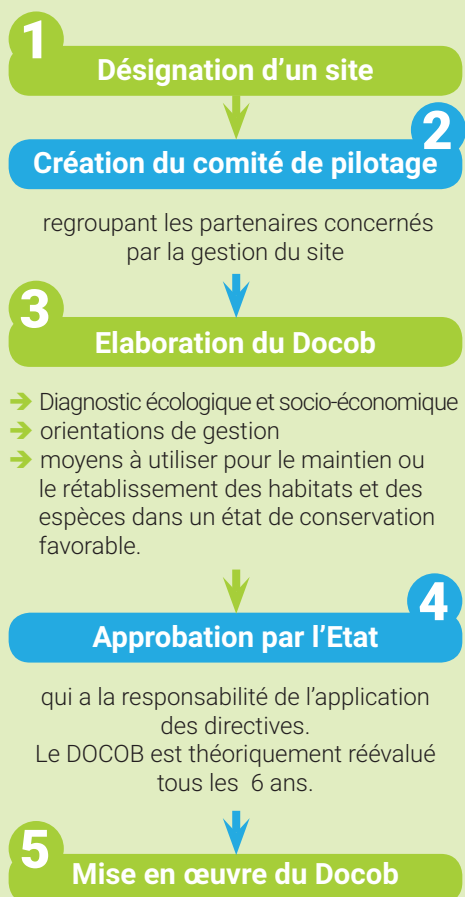 1
Désignation d'un site
2
Création du comité de pilotage
regroupant les partenaires concernés
par la gestion du site
3
Elaboration du Docob
➔ Diagnostic écologique et socio-économique
➔ orientations de gestion
➔ moyens à utiliser pour le maintien ou
le rétablissement des habitats et des
espèces dans un état de conservation
favorable.
4
Approbation par l'Etat
qui a la responsabilité de l'application
des directives.
Le DOCOB est théoriquement réévalué
tous les 6 ans.
5
Mise en œuvre du Docob